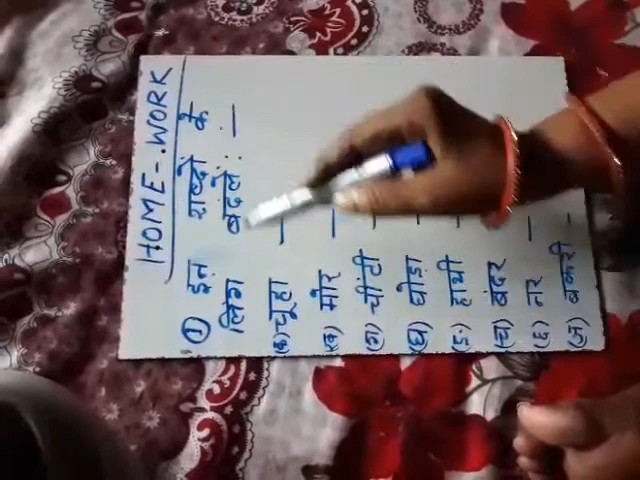 HOME-WORK
① इन शब्दों के
लिंग बदलें :—
(क) चूहा —
(ख) मोर —
(ग) चींटी
(घ) घोड़ा —
(ङ) हाथी —
(च) बंदर
(छ) नर —
(ज) बकरी —